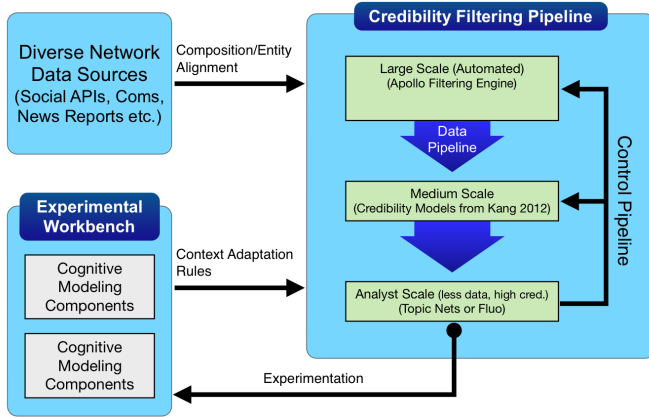 Diverse Network
Data Sources
(Social APIs, Coms,
News Reports etc.)
Composition/Entity
Alignment
Credibility Filtering Pipeline
Large Scale (Automated)
(Apollo Filtering Engine)
Data
Pipeline
Medium Scale
(Credibility Models from Kang 2012)
Analyst Scale (less data, high cred.)
(Topic Nets or Fluo)
Control Pipeline
Experimental
Workbench
Cognitive
Modeling
Components
Cognitive
Modeling
Components
Context Adaptation
Rules
Experimentation